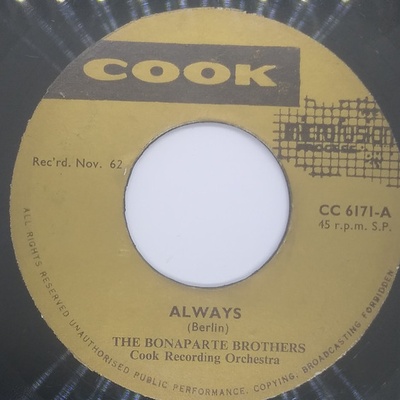 COOK
microfusion
PROCESS
Rec'rd. Nov. 62
CC 6171-A
45 r.p.m. S.P.
ALWAYS
(Berlin)
THE BONAPARTE BROTHERS
Cook Recording Orchestra
ALL RIGHTS RESERVED UNAUTHORISED PUBLIC PERFORMANCE, COPYING, BROADCASTING FORBIDDEN